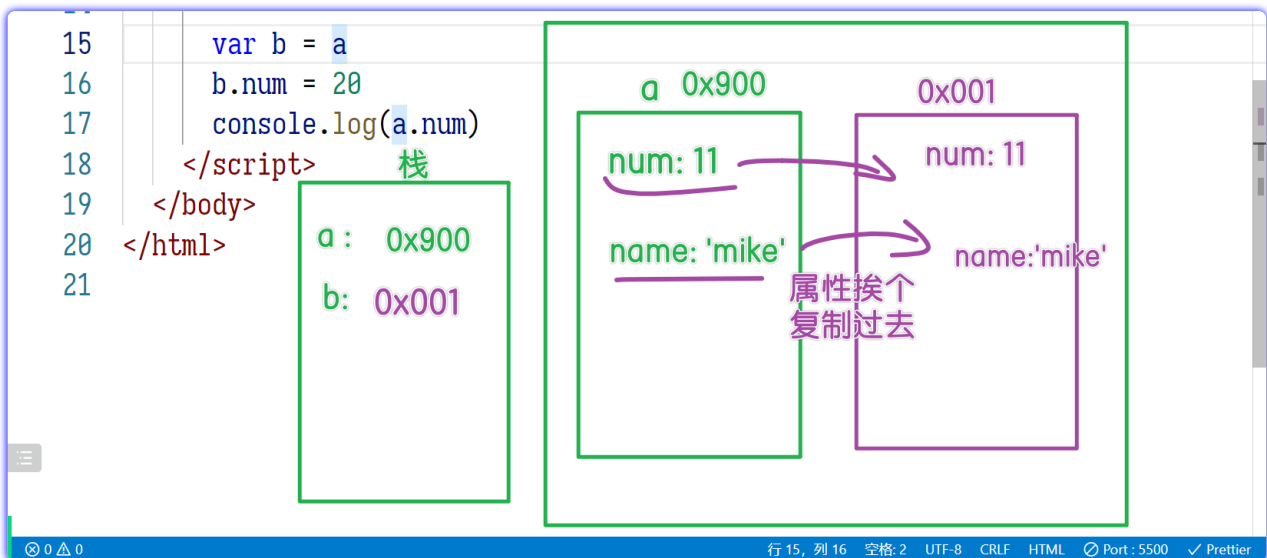 15 var b = a
16 b.num = 20
17 console.log(a.num)
18 </script>
19 </body>
20 </html>
21
栈
a : 0x900
b: 0x001
a 0x900
num: 11
name: 'mike'
0x001
num: 11
name:'mike'
属性挨个
复制过去
0 0 行 15，列 16 空格: 2 UTF-8 CRLF HTML Port : 5500 Prettier